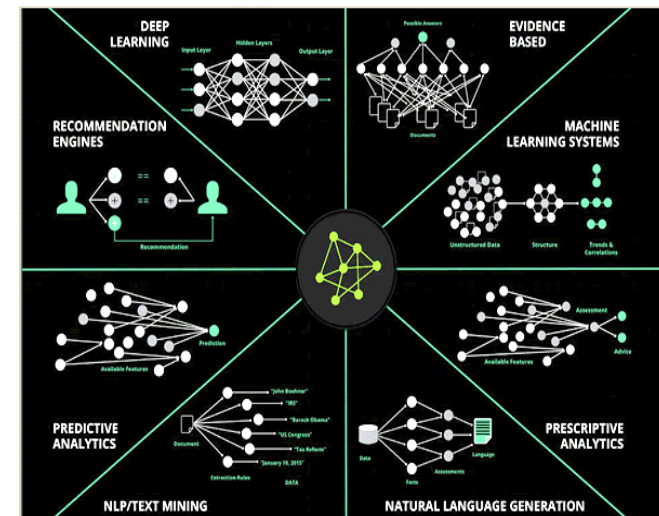 DEEP
LEARNING
Input Layer
Hidden Layers
Output Layer
Possible Answers
Documents
EVIDENCE
BASED
RECOMMENDATION
ENGINES
==
==
+
+
+
Recommendation
MACHINE
LEARNING SYSTEMS
Unstructured Data
Structure
Trends &
Correlations
Prediction
Available Features
PREDICTIVE
ANALYTICS
Assessment
Advice
Available Features
PRESCRIPTIVE
ANALYTICS
Document
"John Boehner"
"IRS"
"Barack Obama"
"US Congress"
"Tax Reform"
"January 10, 2015"
Extraction Rules
DATA
NLP/TEXT MINING
Data
Facts
Assessments
Language
NATURAL LANGUAGE GENERATION